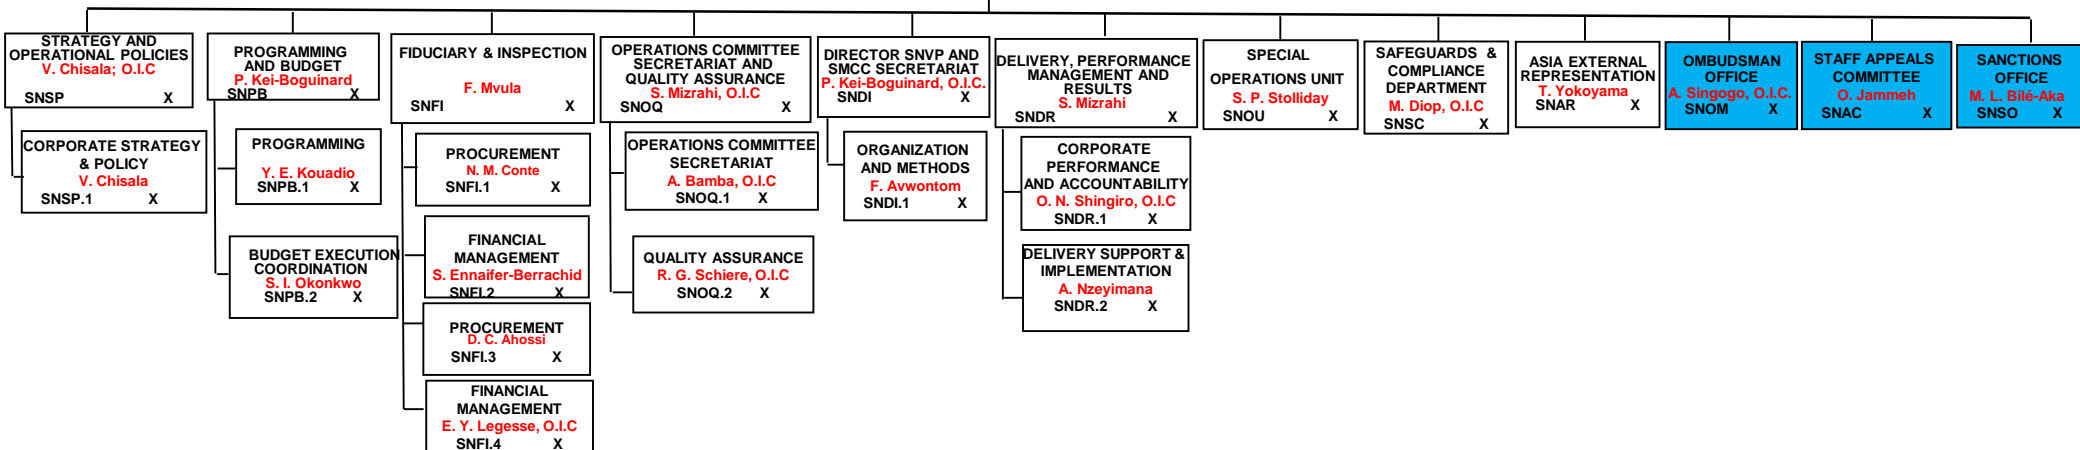 STRATEGY AND
OPERATIONAL POLICIES
V. Chisala; O.I.C
SNSP X
CORPORATE STRATEGY
& POLICY
V. Chisala
SNSP.1 X
PROGRAMMING
AND BUDGET
P. Kei-Boguinard
SNPB X
PROGRAMMING
Y. E. Kouadio
SNPB.1 X
BUDGET EXECUTION
COORDINATION
S. I. Okonkwo
SNPB.2 X
FIDUCIARY & INSPECTION
F. Mvula
SNFI X
PROCUREMENT
N. M. Conte
SNFI.1 X
FINANCIAL
MANAGEMENT
S. Ennaifer-Berrachid
SNFI.2 X
PROCUREMENT
D. C. Ahossi
SNFI.3 X
FINANCIAL
MANAGEMENT
E. Y. Legesse, O.I.C
SNFI.4 X
OPERATIONS COMMITTEE
SECRETARIAT AND
QUALITY ASSURANCE
S. Mizrahi, O.I.C
SNOQ X
OPERATIONS COMMITTEE
SECRETARIAT
A. Bamba, O.I.C
SNOQ.1 X
QUALITY ASSURANCE
R. G. Schiere, O.I.C
SNOQ.2 X
DIRECTOR SNVP AND
SMCC SECRETARIAT
P. Kei-Boguinard, O.I.C.
SNDI X
ORGANIZATION
AND METHODS
F. Avwontom
SNDI.1 X
DELIVERY, PERFORMANCE
MANAGEMENT AND
RESULTS
S. Mizrahi
SNDR X
CORPORATE
PERFORMANCE
AND ACCOUNTABILITY
O. N. Shingiro, O.I.C
SNDR.1 X
DELIVERY SUPPORT &
IMPLEMENTATION
A. Nzeyimana
SNDR.2 X
SPECIAL
OPERATIONS UNIT
S. P. Stolliday
SNOU X
SAFEGUARDS &
COMPLIANCE
DEPARTMENT
M. Diop, O.I.C
SNSC X
ASIA EXTERNAL
REPRESENTATION
T. Yokoyama
SNAR X
OMBUDSMAN
OFFICE
A. Singogo, O.I.C.
SNOM X
STAFF APPEALS
COMMITTEE
O. Jammeh
SNAC X
SANCTIONS
OFFICE
M. L. Bilé-Aka
SNSO X